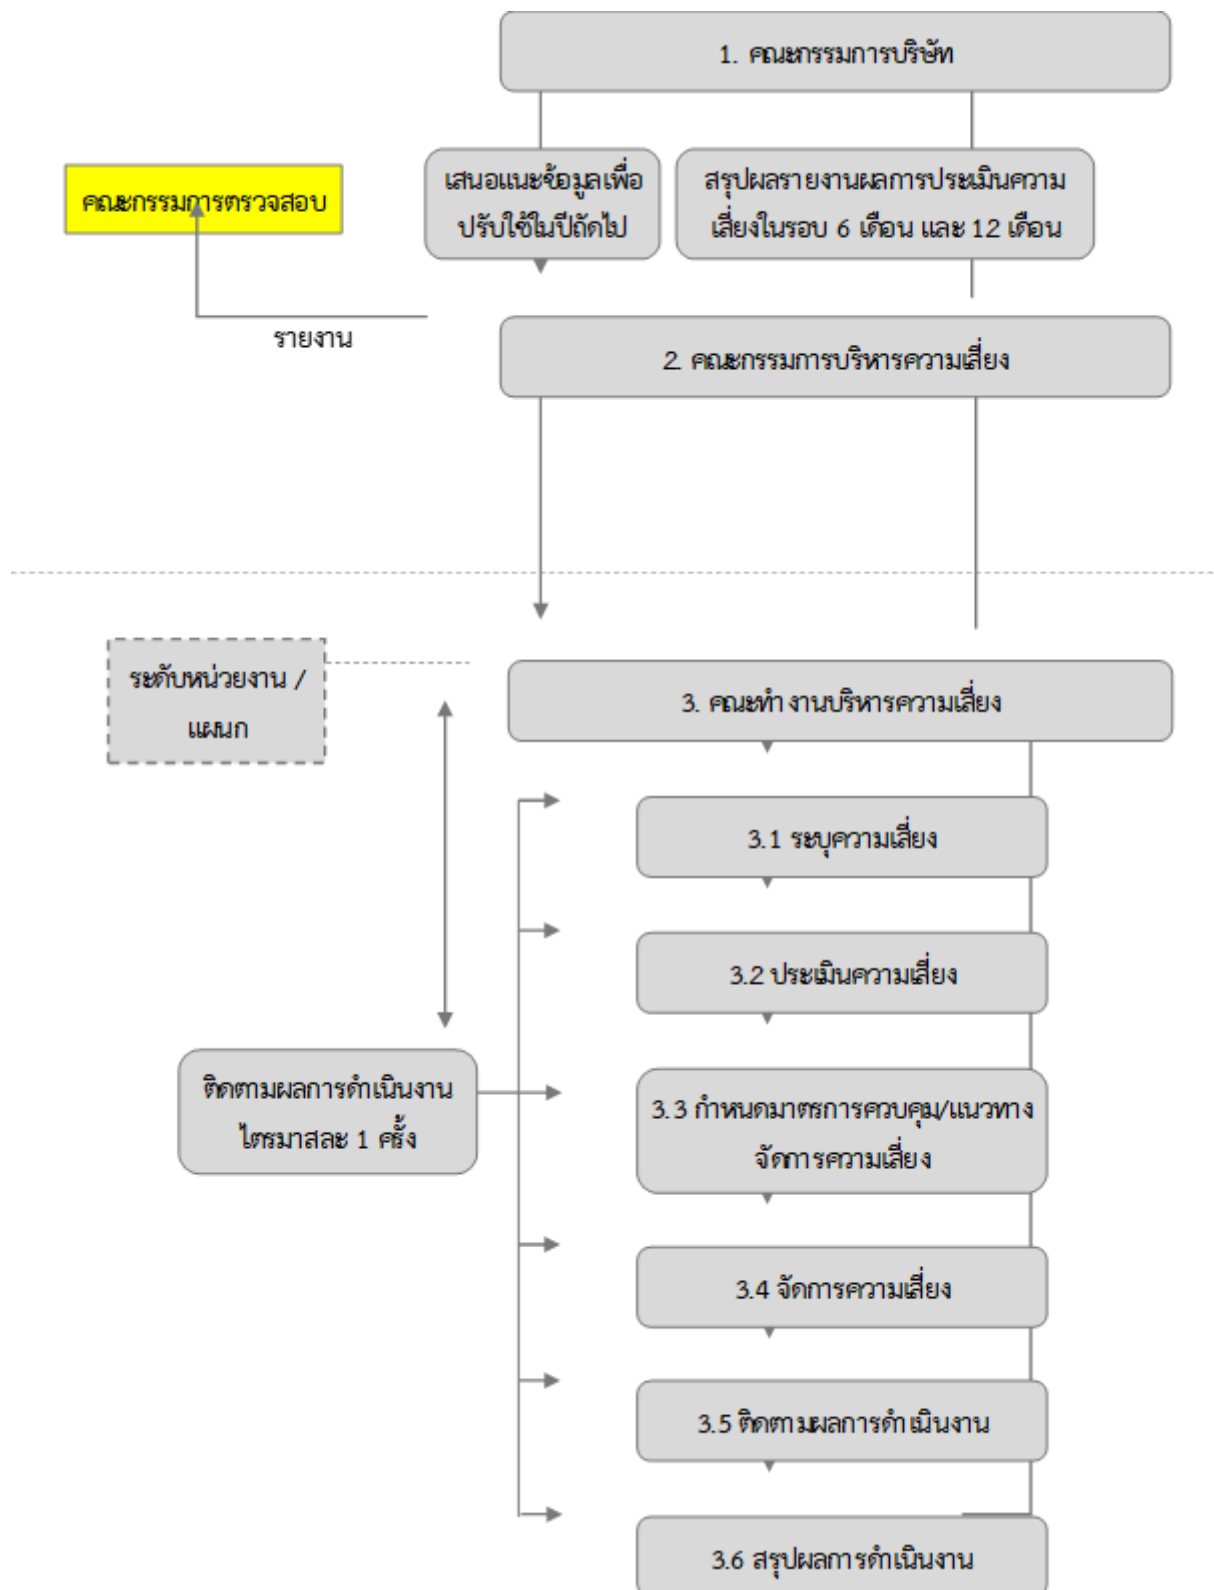 1. คณะกรรมการบริษัท
เสนอแนะข้อมูลเพื่อ
ปรับใช้ในปีถัดไป
สรุปผลรายงานผลการประเมินความ
เสี่ยงในรอบ 6 เดือน และ 12 เดือน
คณะกรรมการตรวจสอบ
รายงาน
2. คณะกรรมการบริหารความเสี่ยง
ระดับหน่วยงาน /
แผนก
3. คณะทำงานบริหารความเสี่ยง
3.1 ระบุความเสี่ยง
3.2 ประเมินความเสี่ยง
ติดตามผลการดำเนินงาน
ไตรมาสละ 1 ครั้ง
3.3 กำหนดมาตรการควบคุม/แนวทาง
จัดการความเสี่ยง
3.4 จัดการความเสี่ยง
3.5 ติดตามผลการดำเนินงาน
3.6 สรุปผลการดำเนินงาน